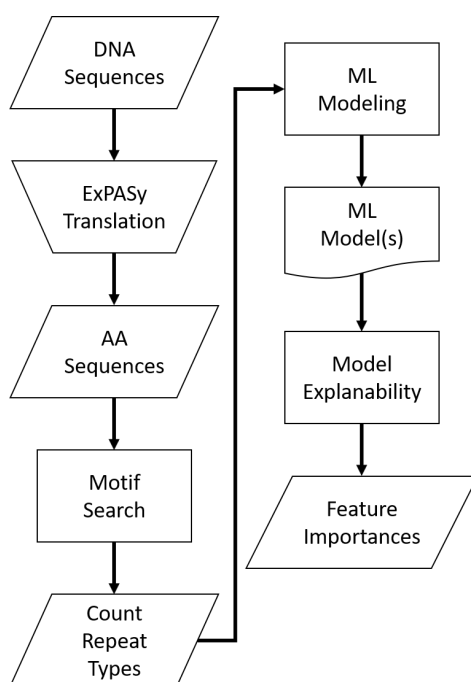 DNA
Sequences
ExPASy
Translation
AA
Sequences
Motif
Search
Count
Repeat
Types
ML
Modeling
ML
Model(s)
Model
Explanability
Feature
Importances